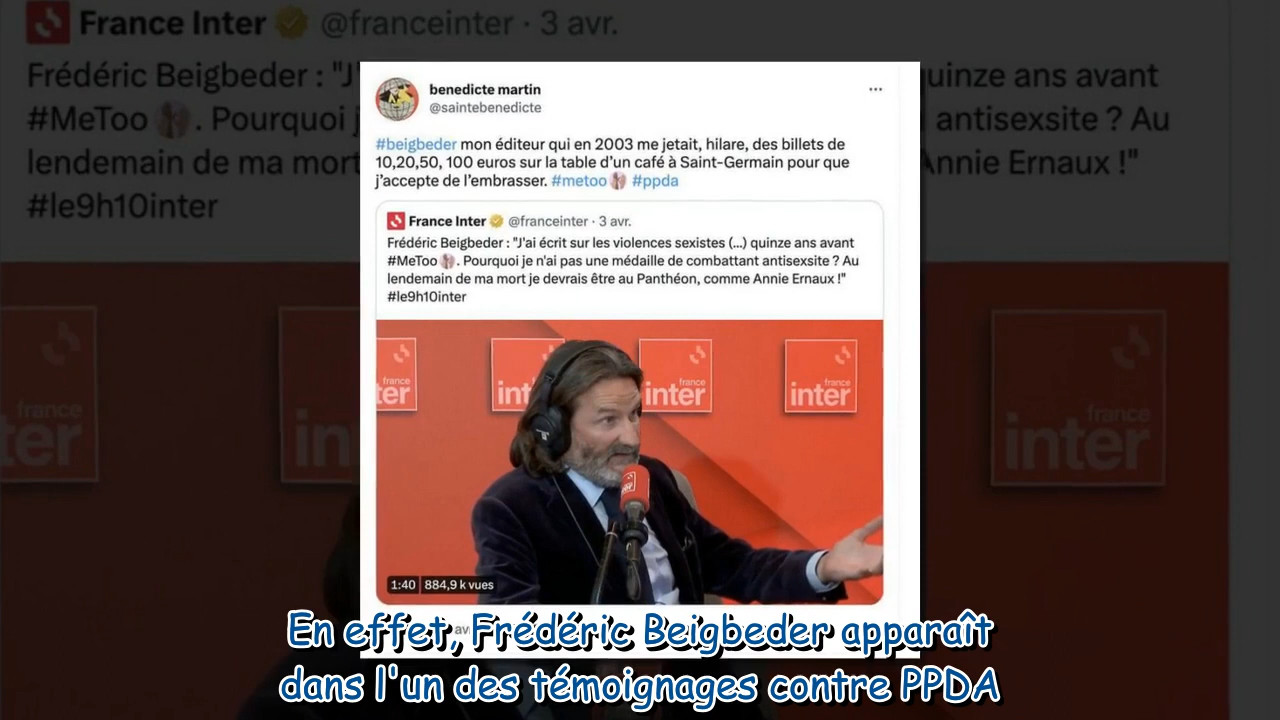 France Inter @franceinter · 3 avr.
Frédéric Beigbeder : "J' uinze ans avant
#MeToo . Pourquoi j antisexsite ? Au
lendemain de ma mort Annie Ernaux !"
#le9h10inter
benedicte martin
@saintebenedicte
#beigbeder mon éditeur qui en 2003 me jetait, hilare, des billets de
10,20,50, 100 euros sur la table d'un café à Saint-Germain pour que
j'accepte de l'embrasser. #metoo #ppda
France Inter @franceinter · 3 avr.
Frédéric Beigbeder : "J'ai écrit sur les violences sexistes (...) quinze ans avant
#MeToo . Pourquoi je n'ai pas une médaille de combattant antisexsite ? Au
lendemain de ma mort je devrais être au Panthéon, comme Annie Ernaux !"
#le9h10inter
ter
france
inter
france
inter
france
inter
france
inter
in
france
inter
1:40 884,9 k vues
En effet, Frédéric Beigbeder apparaît
dans l'un des témoignages contre PPDA